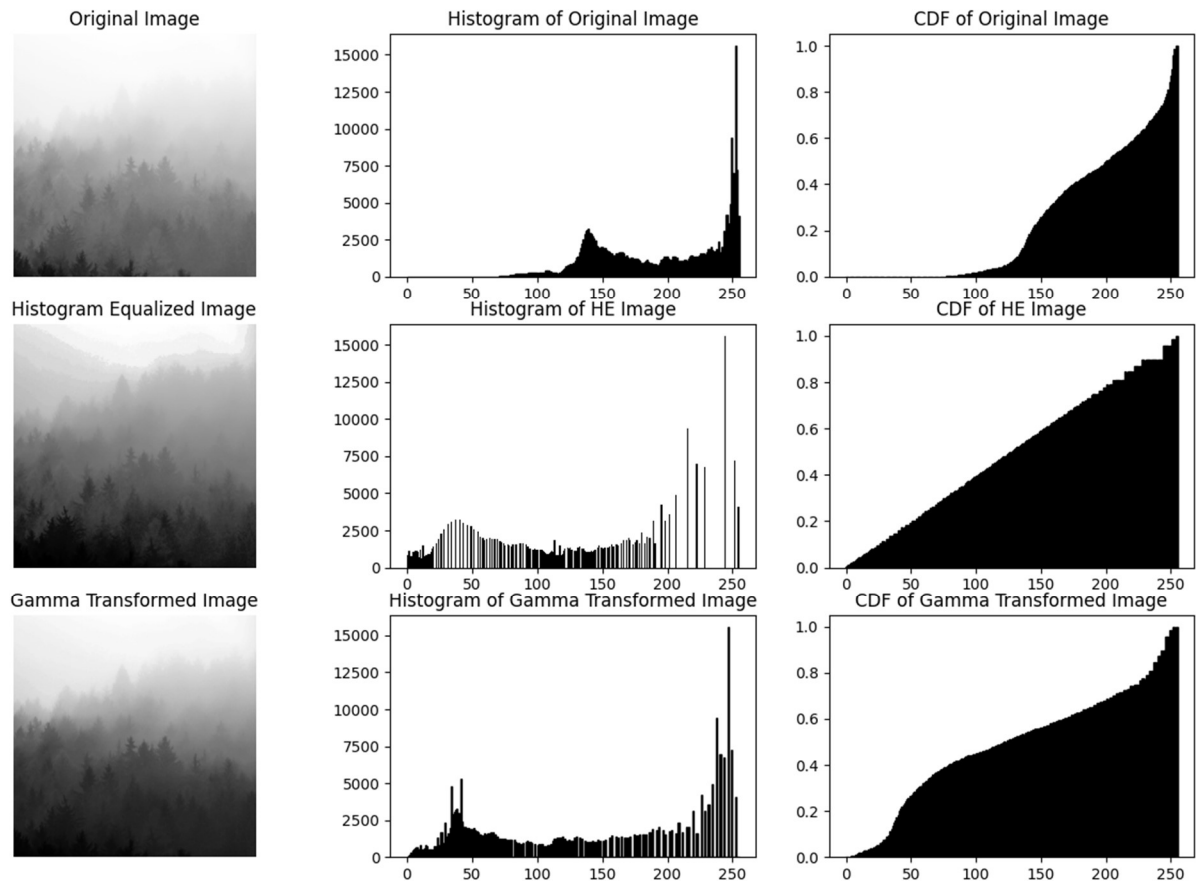 Original Image
Histogram of Original Image
CDF of Original Image
15000
12500
10000
7500
5000
2500
0
0 50 100 150 200 250
1.0
0.8
0.6
0.4
0.2
0.0
0 50 100 150 200 250
Histogram Equalized Image
Histogram of HE Image
CDF of HE Image
15000
12500
10000
7500
5000
2500
0
0 50 100 150 200 250
1.0
0.8
0.6
0.4
0.2
0.0
0 50 100 150 200 250
Gamma Transformed Image
Histogram of Gamma Transformed Image
CDF of Gamma Transformed Image
15000
12500
10000
7500
5000
2500
0
0 50 100 150 200 250
1.0
0.8
0.6
0.4
0.2
0.0
0 50 100 150 200 250